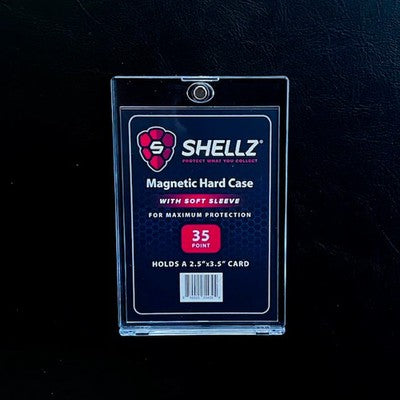 S SHELLZ®
PROTECT WHAT YOU COLLECT
Magnetic Hard Case
WITH SOFT SLEEVE
FOR MAXIMUM PROTECTION
35
POINT
HOLDS A 2.5"x3.5" CARD